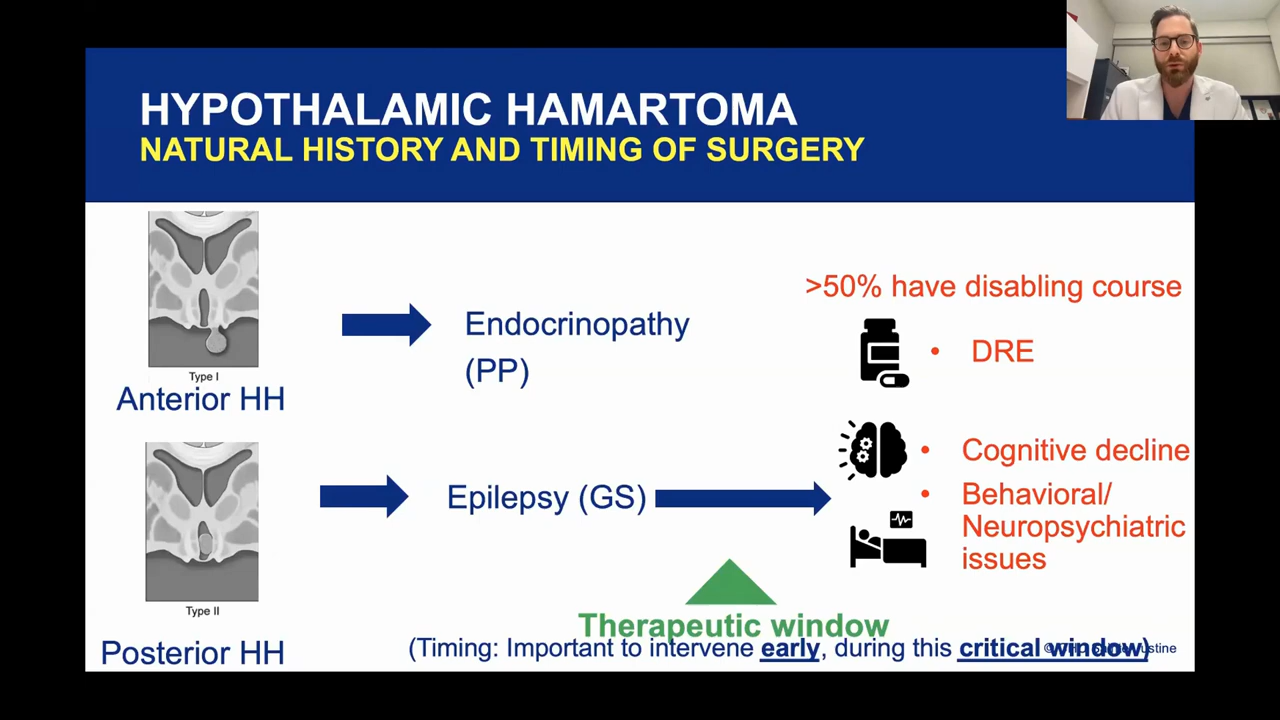 HYPOTHALAMIC HAMARTOMA
NATURAL HISTORY AND TIMING OF SURGERY
Type I
Anterior HH
Endocrinopathy
(PP)
>50% have disabling course
• DRE
• Cognitive decline
• Behavioral/
Neuropsychiatric
issues
Epilepsy (GS)
Type II
Posterior HH
Therapeutic window
(Timing: Important to intervene early, during this critical window)